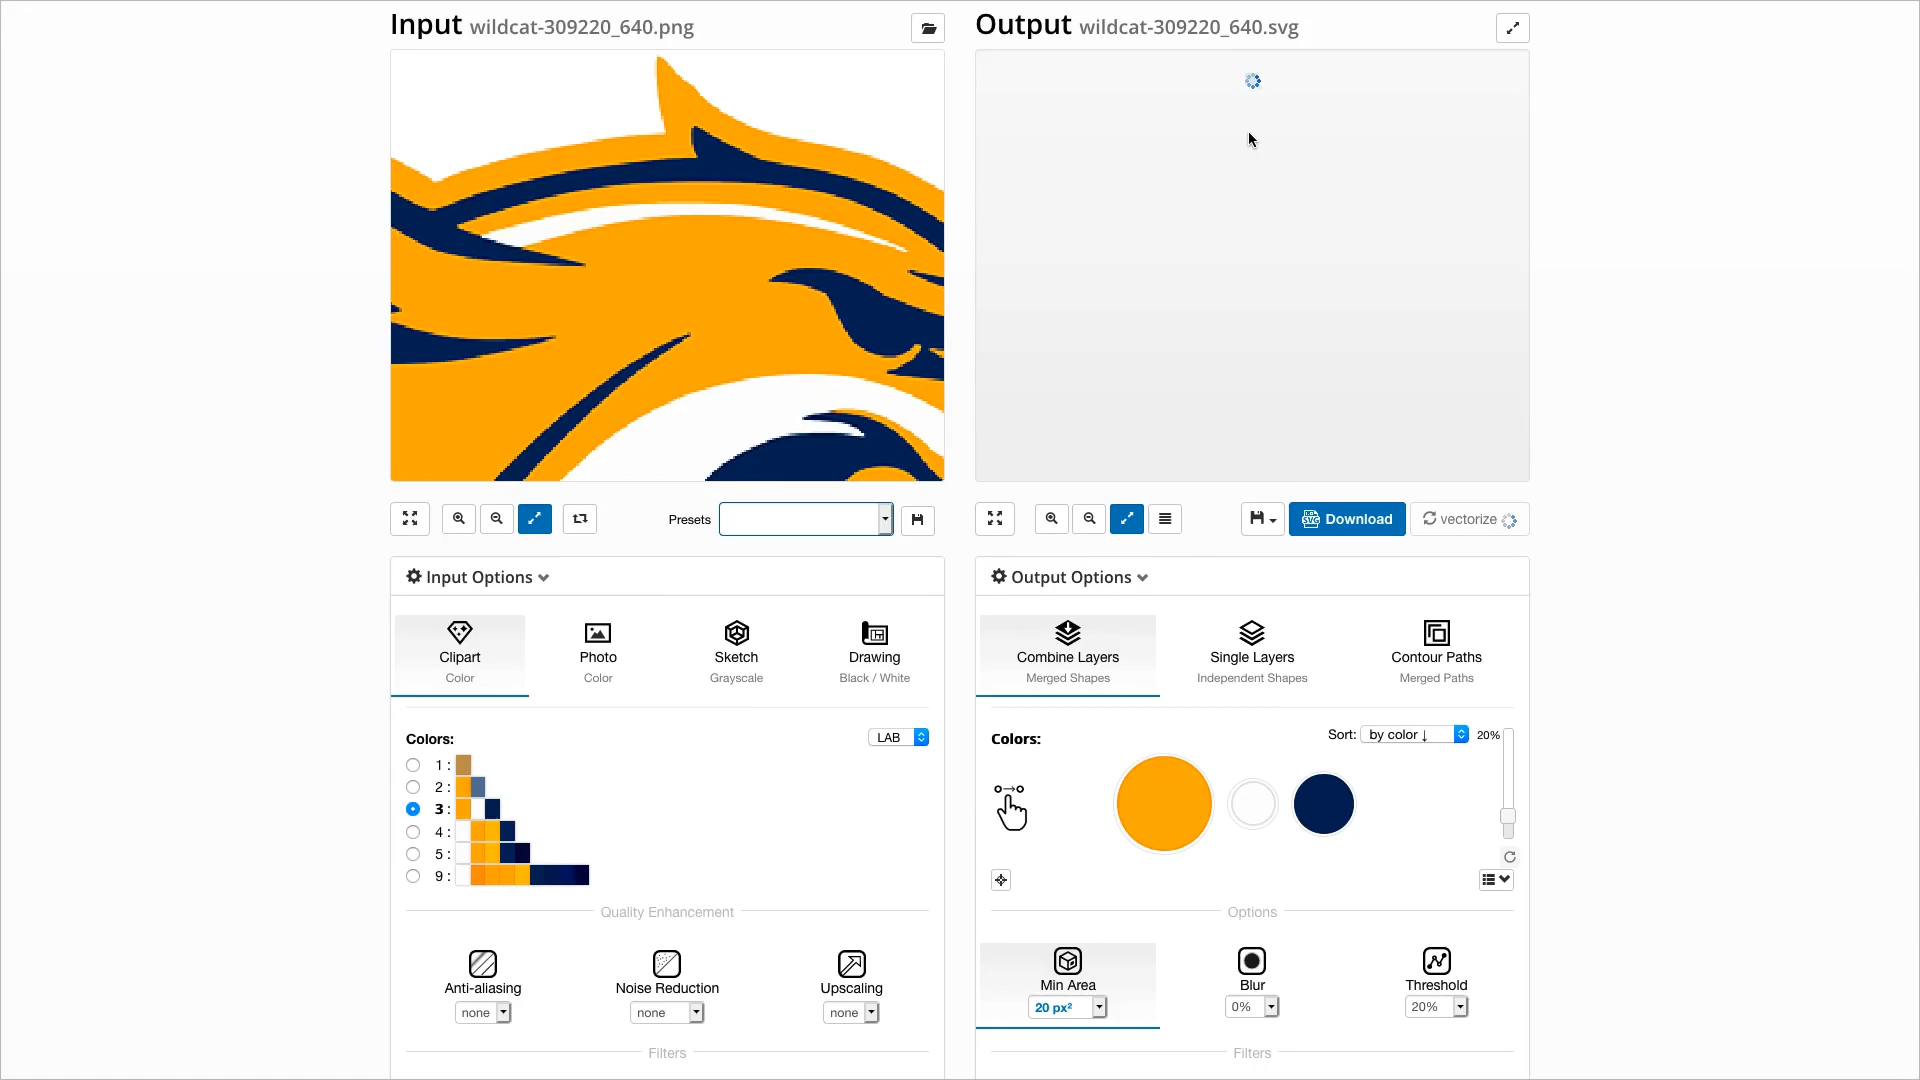 Input wildcat-309220_640.png
Output wildcat-309220_640.svg
Presets
SVG Download
vectorize
Input Options
Output Options
Clipart
Color
Photo
Color
Sketch
Grayscale
Drawing
Black / White
Combine Layers
Merged Shapes
Single Layers
Independent Shapes
Contour Paths
Merged Paths
Colors:
LAB
1 :
2 :
3 :
4 :
5 :
9 :
Colors:
Sort: by color ↓ 20%
Quality Enhancement
Options
Anti-aliasing
none
Noise Reduction
none
Upscaling
none
Min Area
20 px²
Blur
0%
Threshold
20%
Filters
Filters